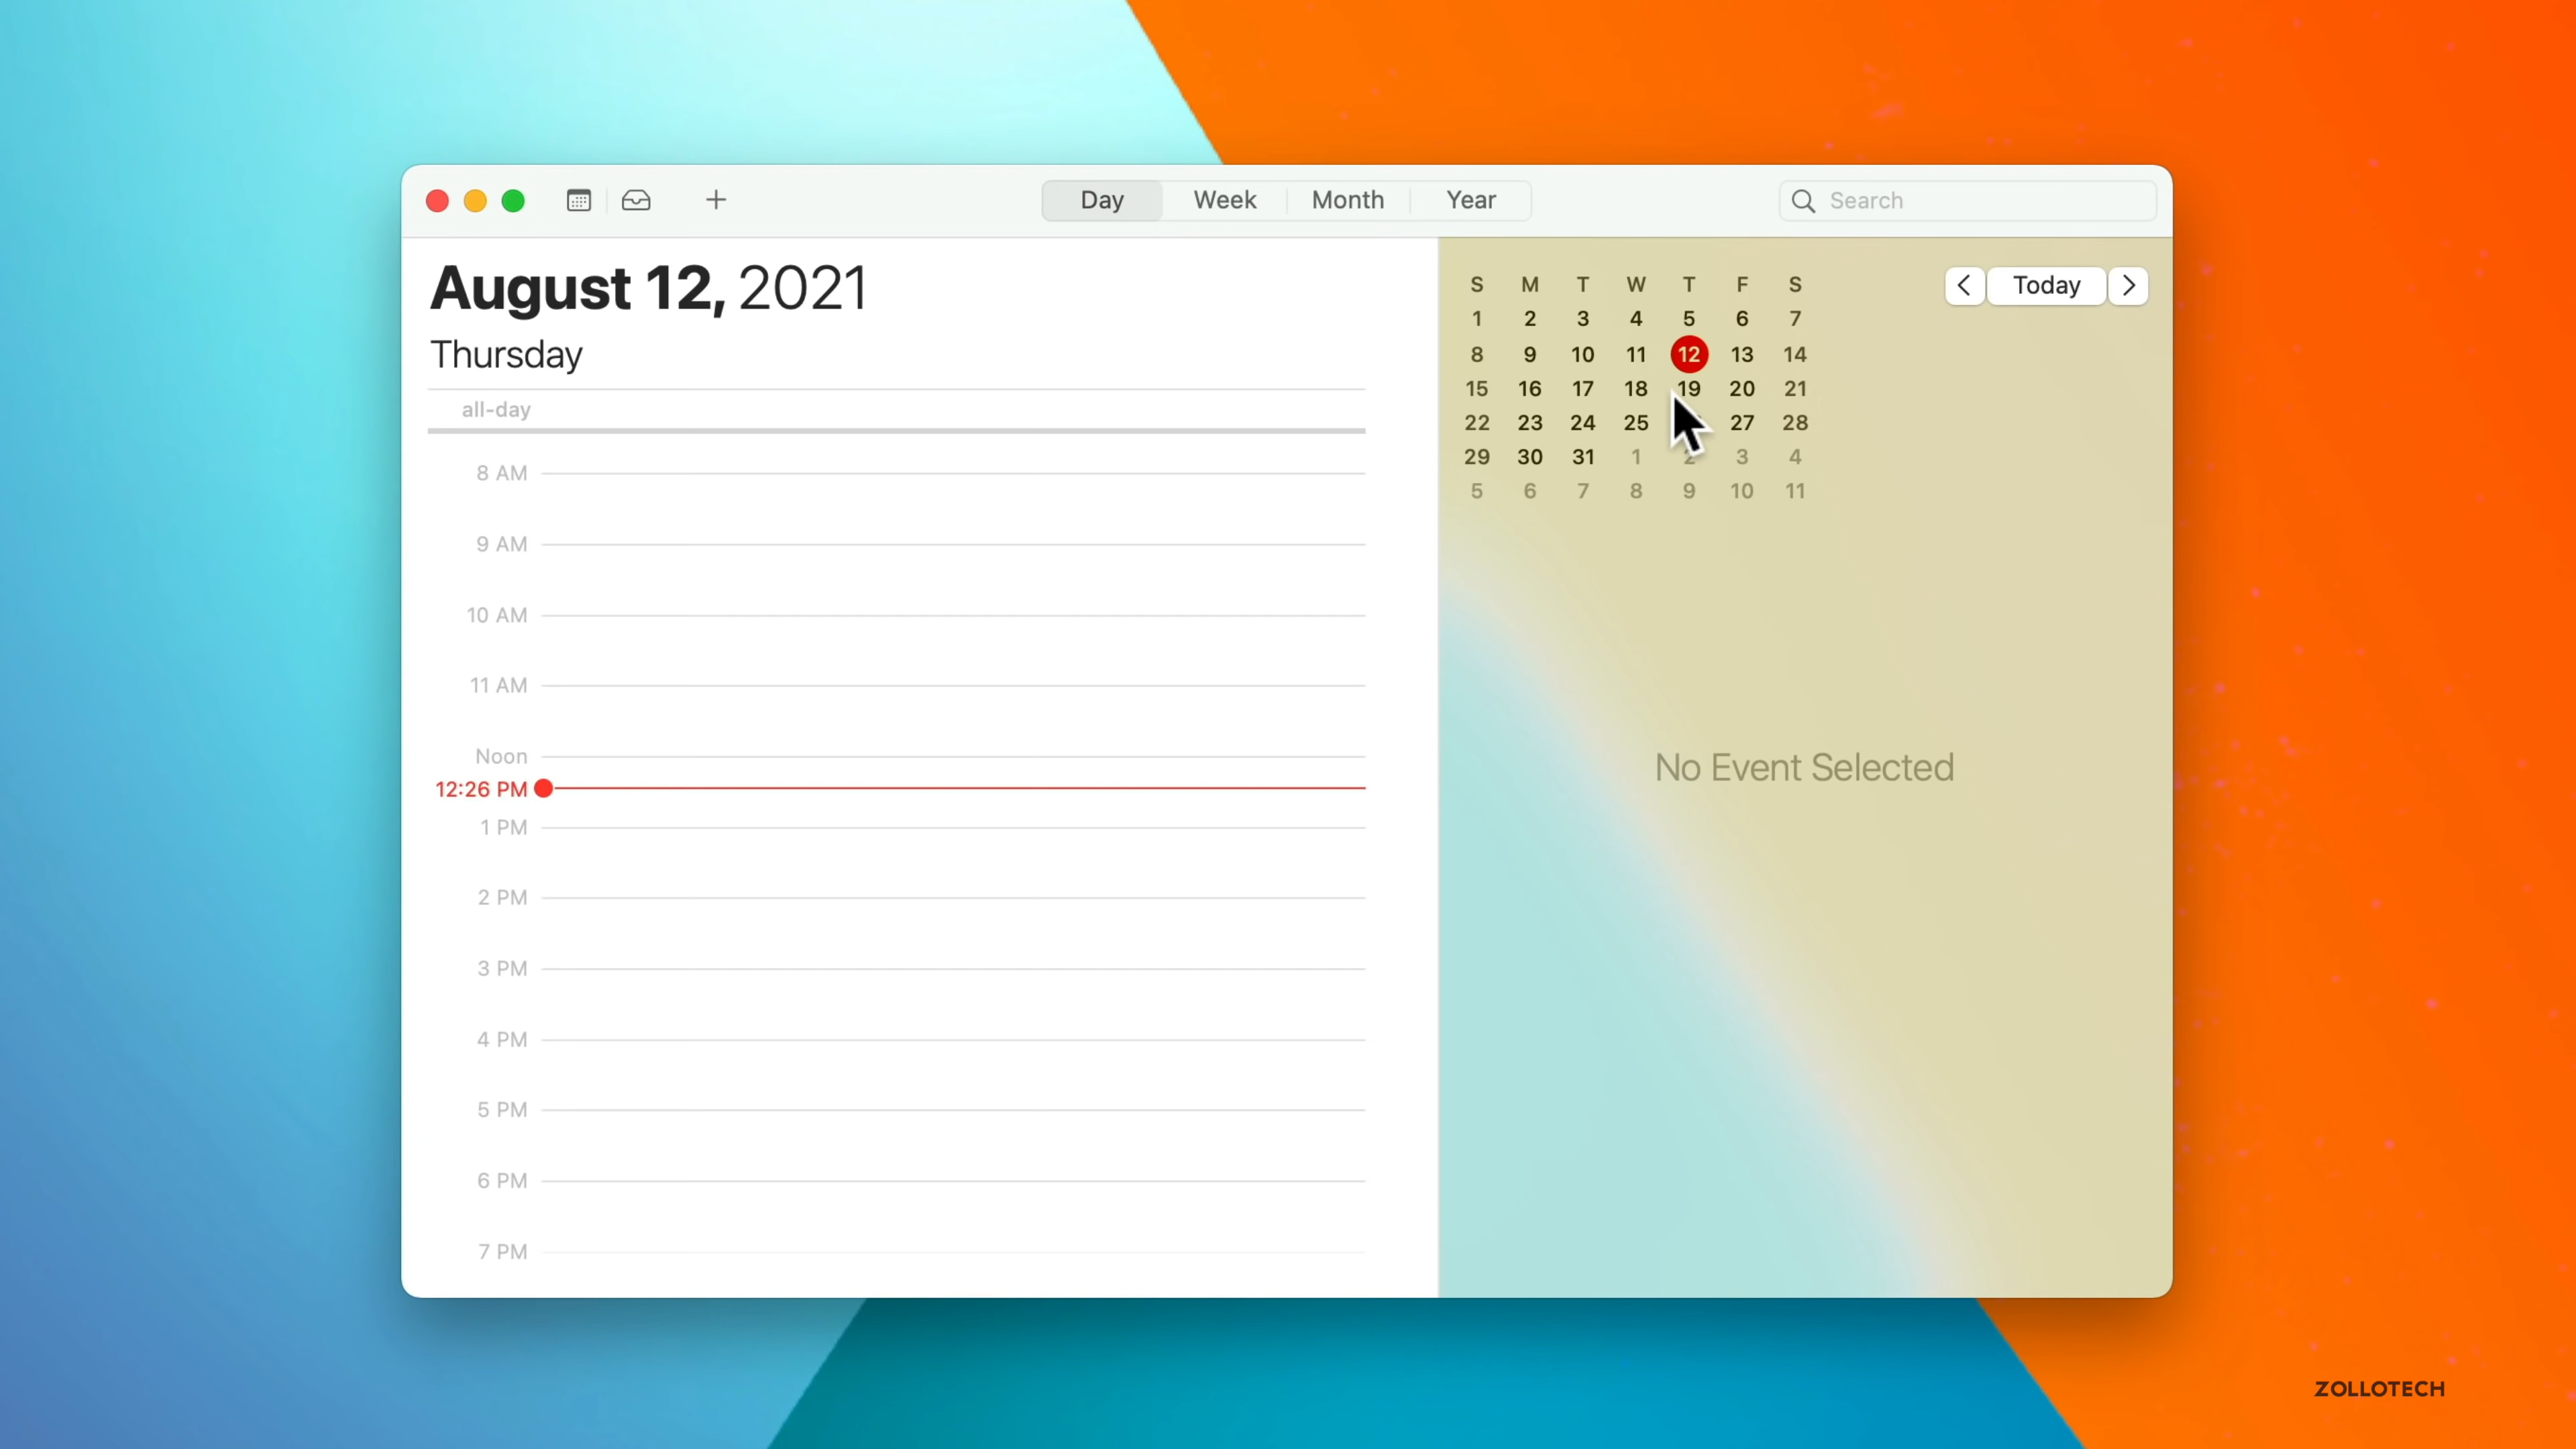 Day Week Month Year Search
August 12, 2021
Thursday
all-day
8 AM
9 AM
10 AM
11 AM
Noon
12:26 PM
1 PM
2 PM
3 PM
4 PM
5 PM
6 PM
7 PM
S M T W T F S
1 2 3 4 5 6 7
8 9 10 11 12 13 14
15 16 17 18 19 20 21
22 23 24 25 27 28
29 30 31 1 2 3 4
5 6 7 8 9 10 11
Today
No Event Selected
ZOLLOTECH